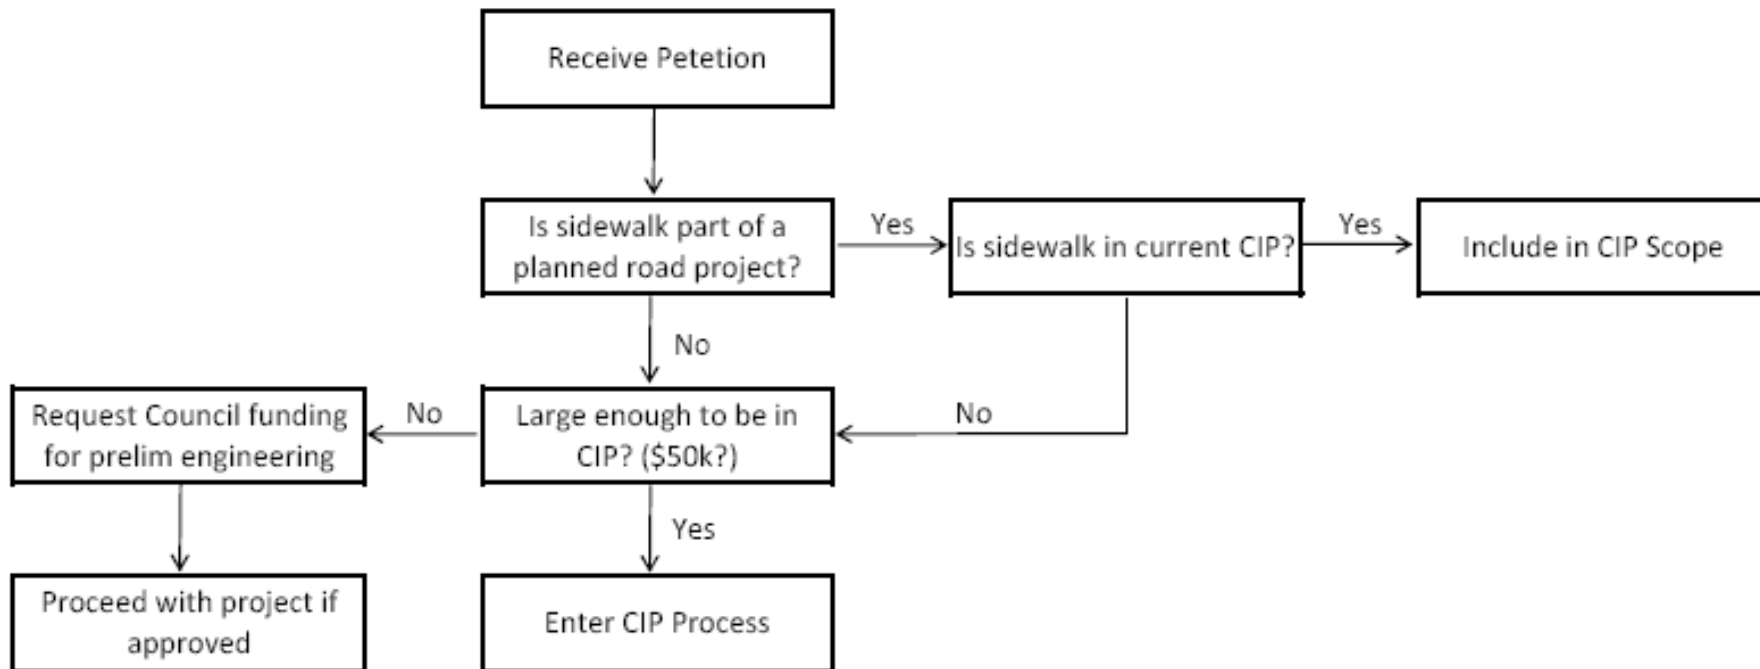 Receive Petetion
Is sidewalk part of a
planned road project?
Yes
Is sidewalk in current CIP?
Yes
Include in CIP Scope
No
Request Council funding
for prelim engineering
No
Large enough to be in
CIP? ($50k?)
No
Yes
Proceed with project if
approved
Enter CIP Process